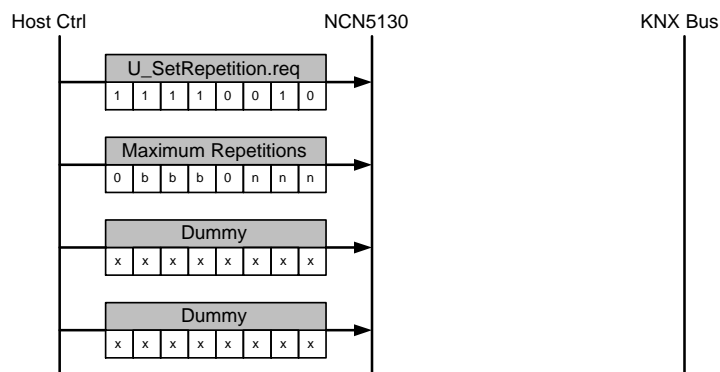 Host Ctrl NCN5130 KNX Bus
U_SetRepetition.req
1 1 1 1 0 0 1 0
Maximum Repetitions
0 b b b 0 n n n
Dummy
x x x x x x x x
Dummy
x x x x x x x x